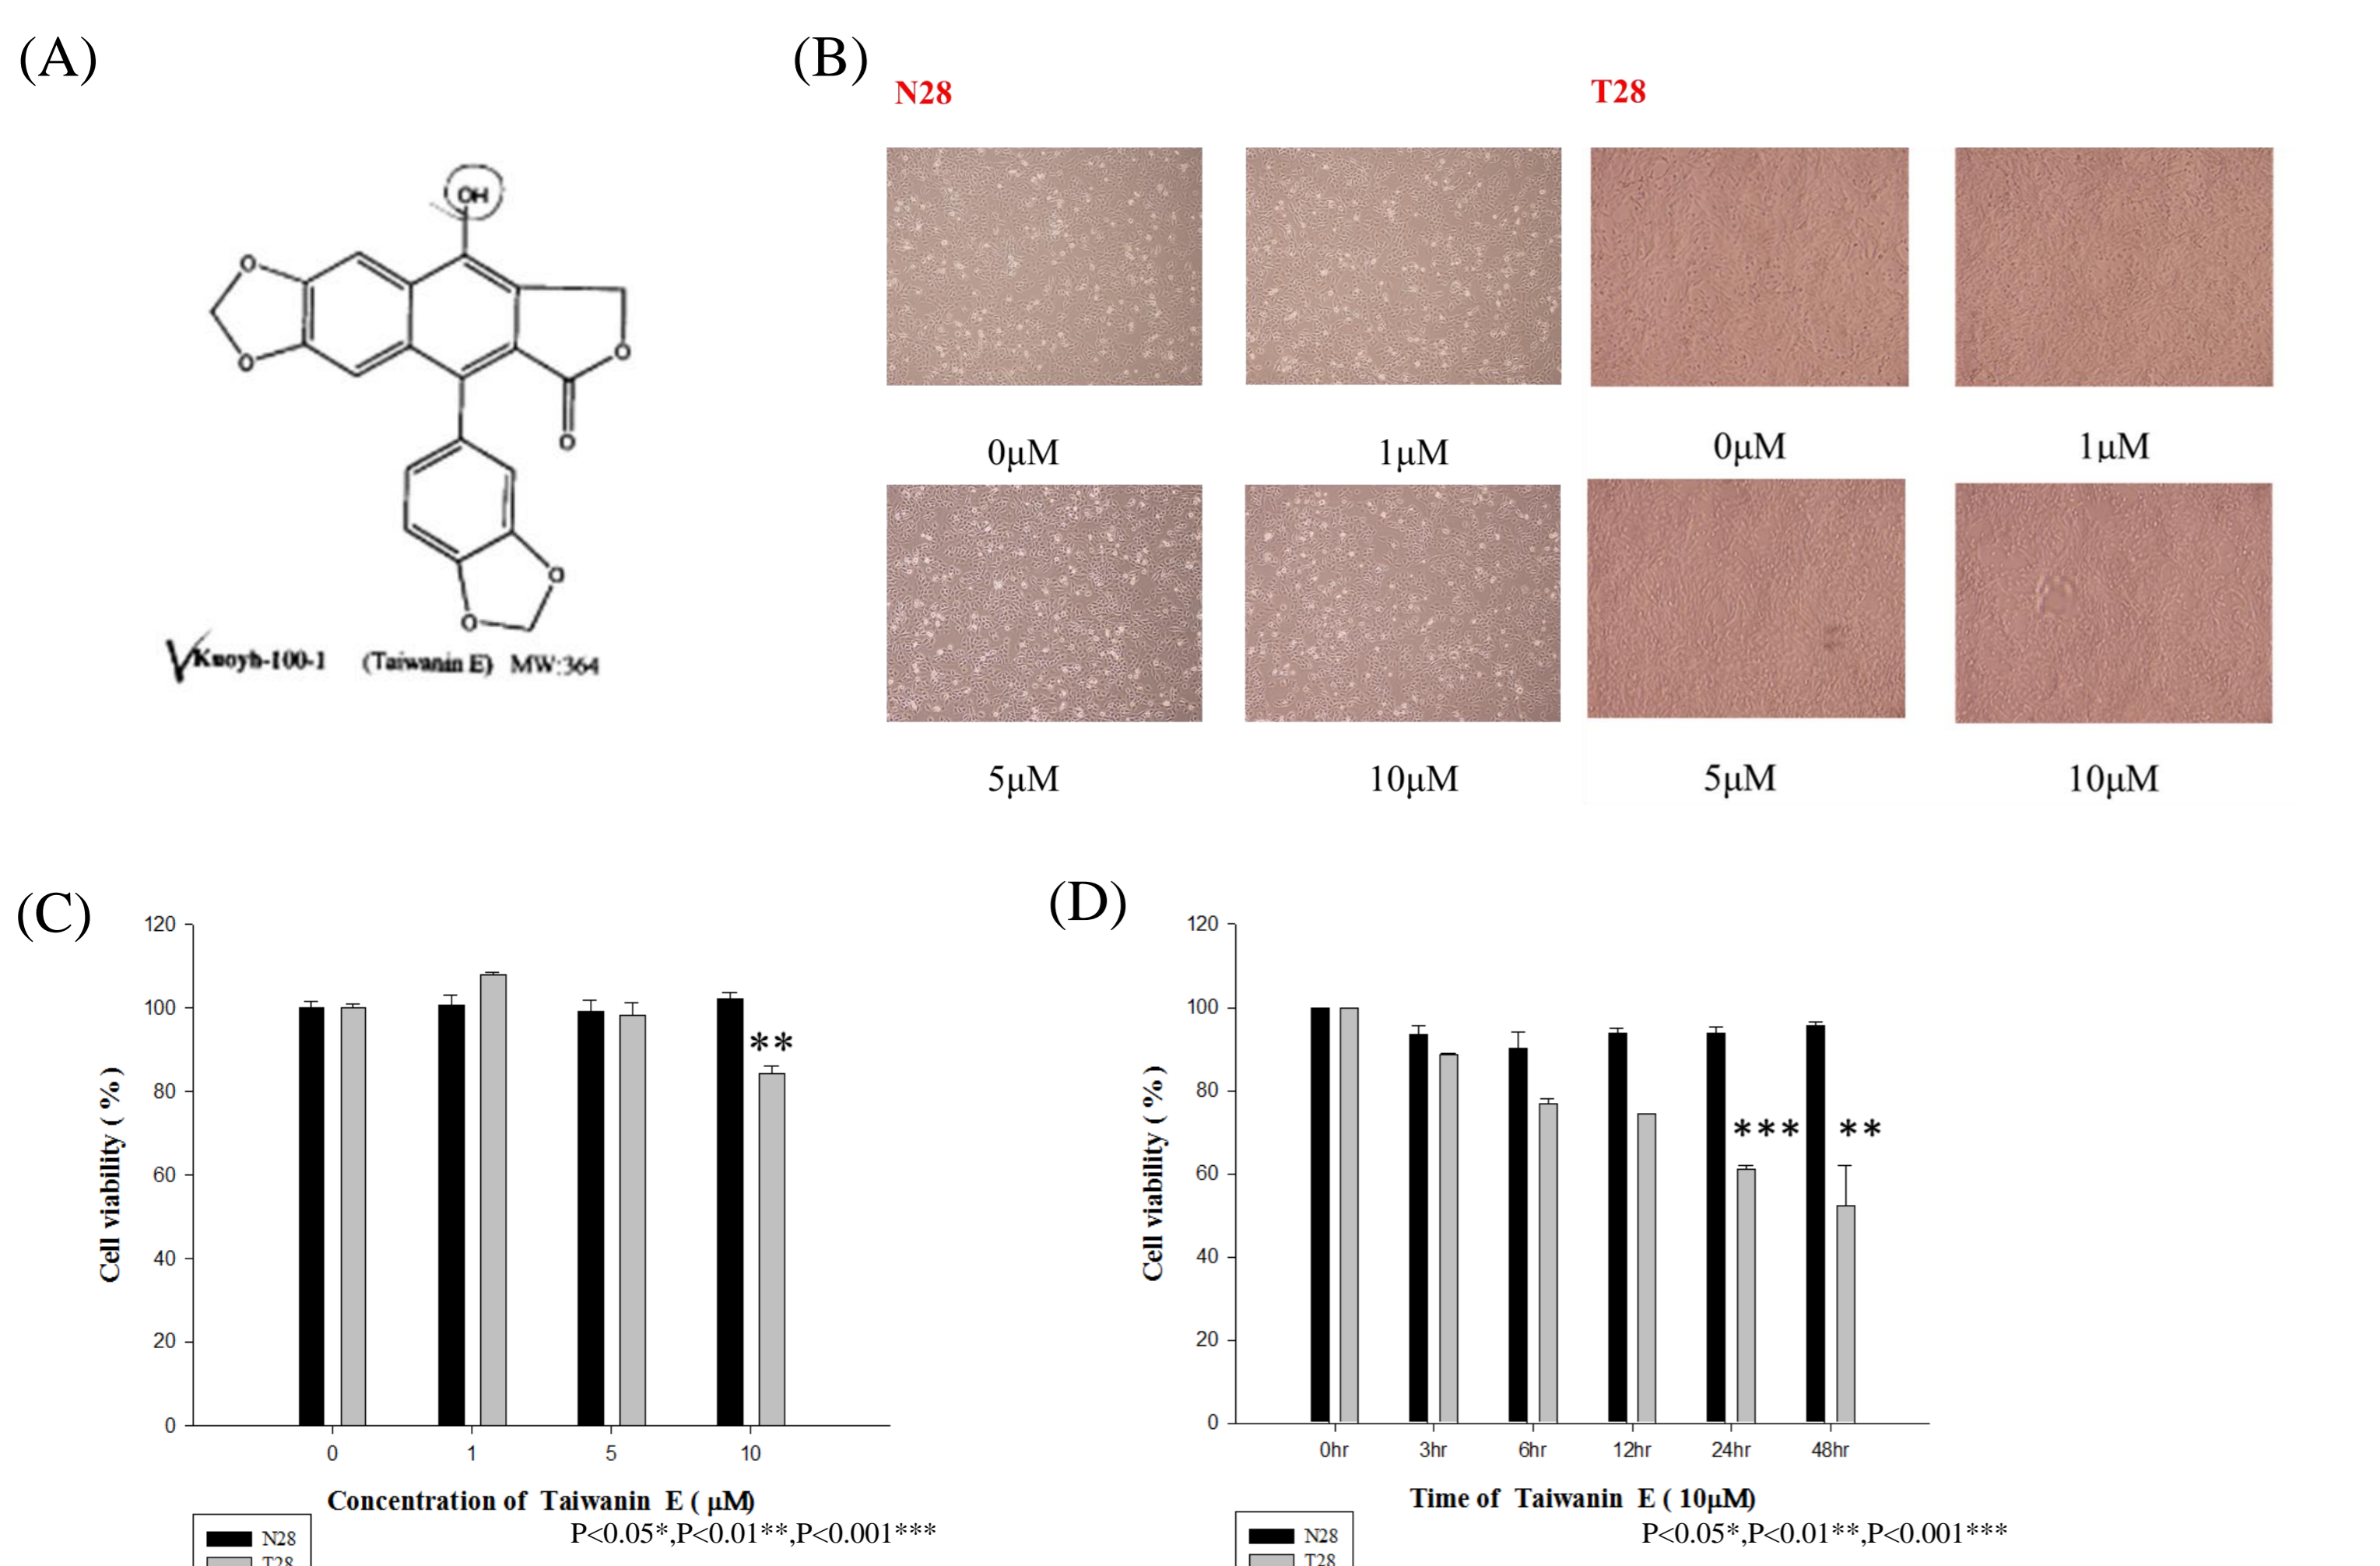 (A)
OH
O
O
O
O
O
O
Kuoyh-100-1 (Taiwanin E) MW:364
(B)
N28
T28
0μM
1μM
0μM
1μM
5μM
10μM
5μM
10μM
(C)
120
100
80
60
40
20
0
Cell viability ( %)
**
0 1 5 10
Concentration of Taiwanin E ( μM)
P<0.05*,P<0.01**,P<0.001***
N28
T28
(D)
120
100
80
60
40
20
0
Cell viability ( %)
*** **
0hr 3hr 6hr 12hr 24hr 48hr
Time of Taiwanin E ( 10μM)
P<0.05*,P<0.01**,P<0.001***
N28
T28